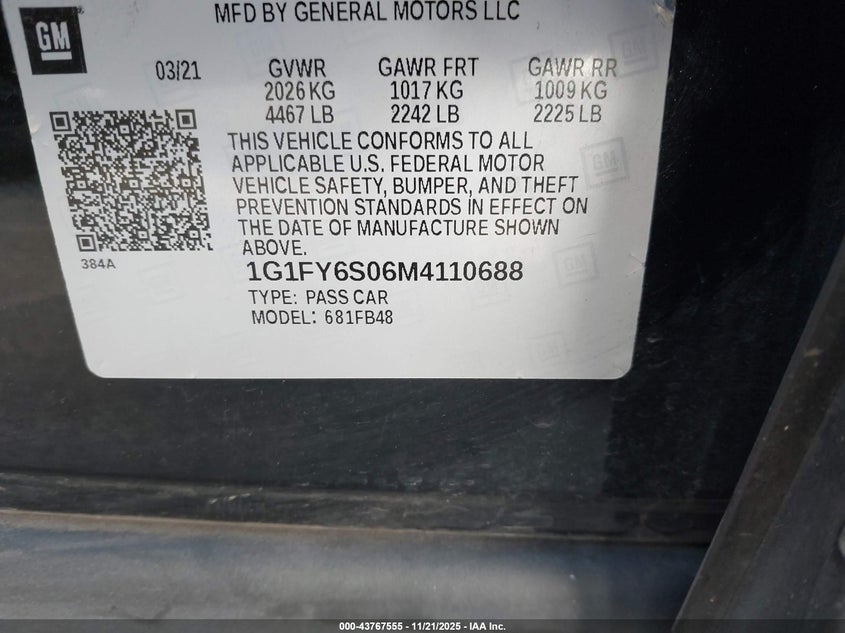 MFD BY GENERAL MOTORS LLC
GM
03/21 GVWR GAWR FRT GAWR RR
2026 KG 1017 KG 1009 KG
4467 LB 2242 LB 2225 LB
THIS VEHICLE CONFORMS TO ALL
APPLICABLE U.S. FEDERAL MOTOR
VEHICLE SAFETY, BUMPER, AND THEFT
PREVENTION STANDARDS IN EFFECT ON
THE DATE OF MANUFACTURE SHOWN
ABOVE.
384A
1G1FY6S06M4110688
TYPE: PASS CAR
MODEL: 681FB48
000-43767555 - 11/21/2025 - IAA Inc.